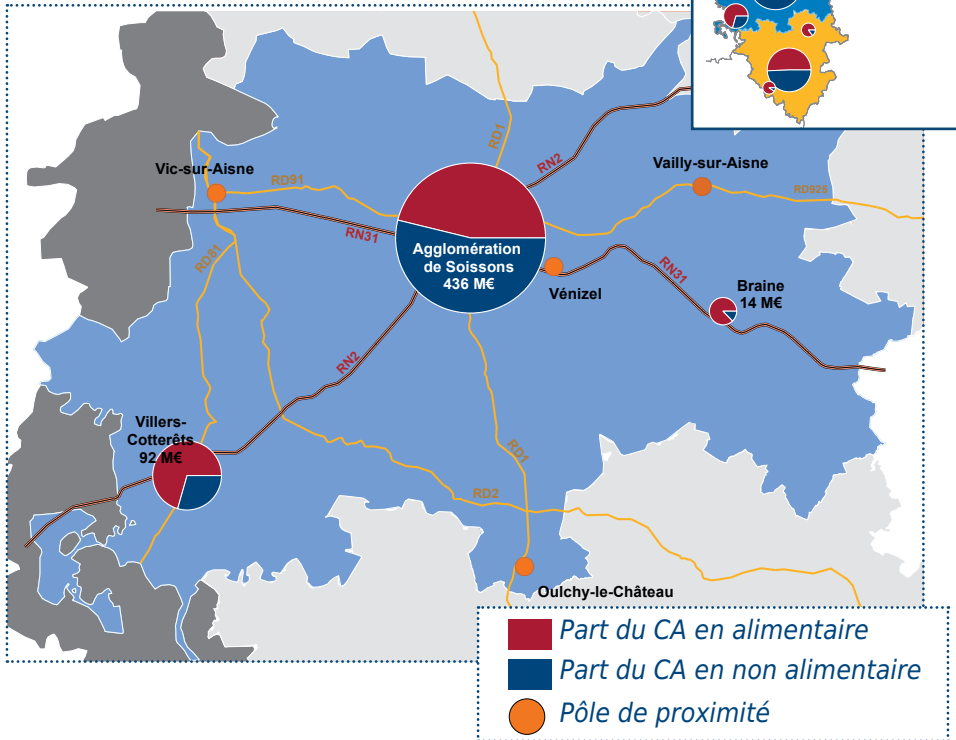 RD1
RN2
Vic-sur-Aisne
Vailly-sur-Aisne
RD91
RD925
RN31
Agglomération
de Soissons
436 M€
RD81
Vénizel
RN31
Braine
14 M€
RN2
Villers-
Cotterêts
92 M€
RD1
RD2
Oulchy-le-Château
Part du CA en alimentaire
Part du CA en non alimentaire
Pôle de proximité